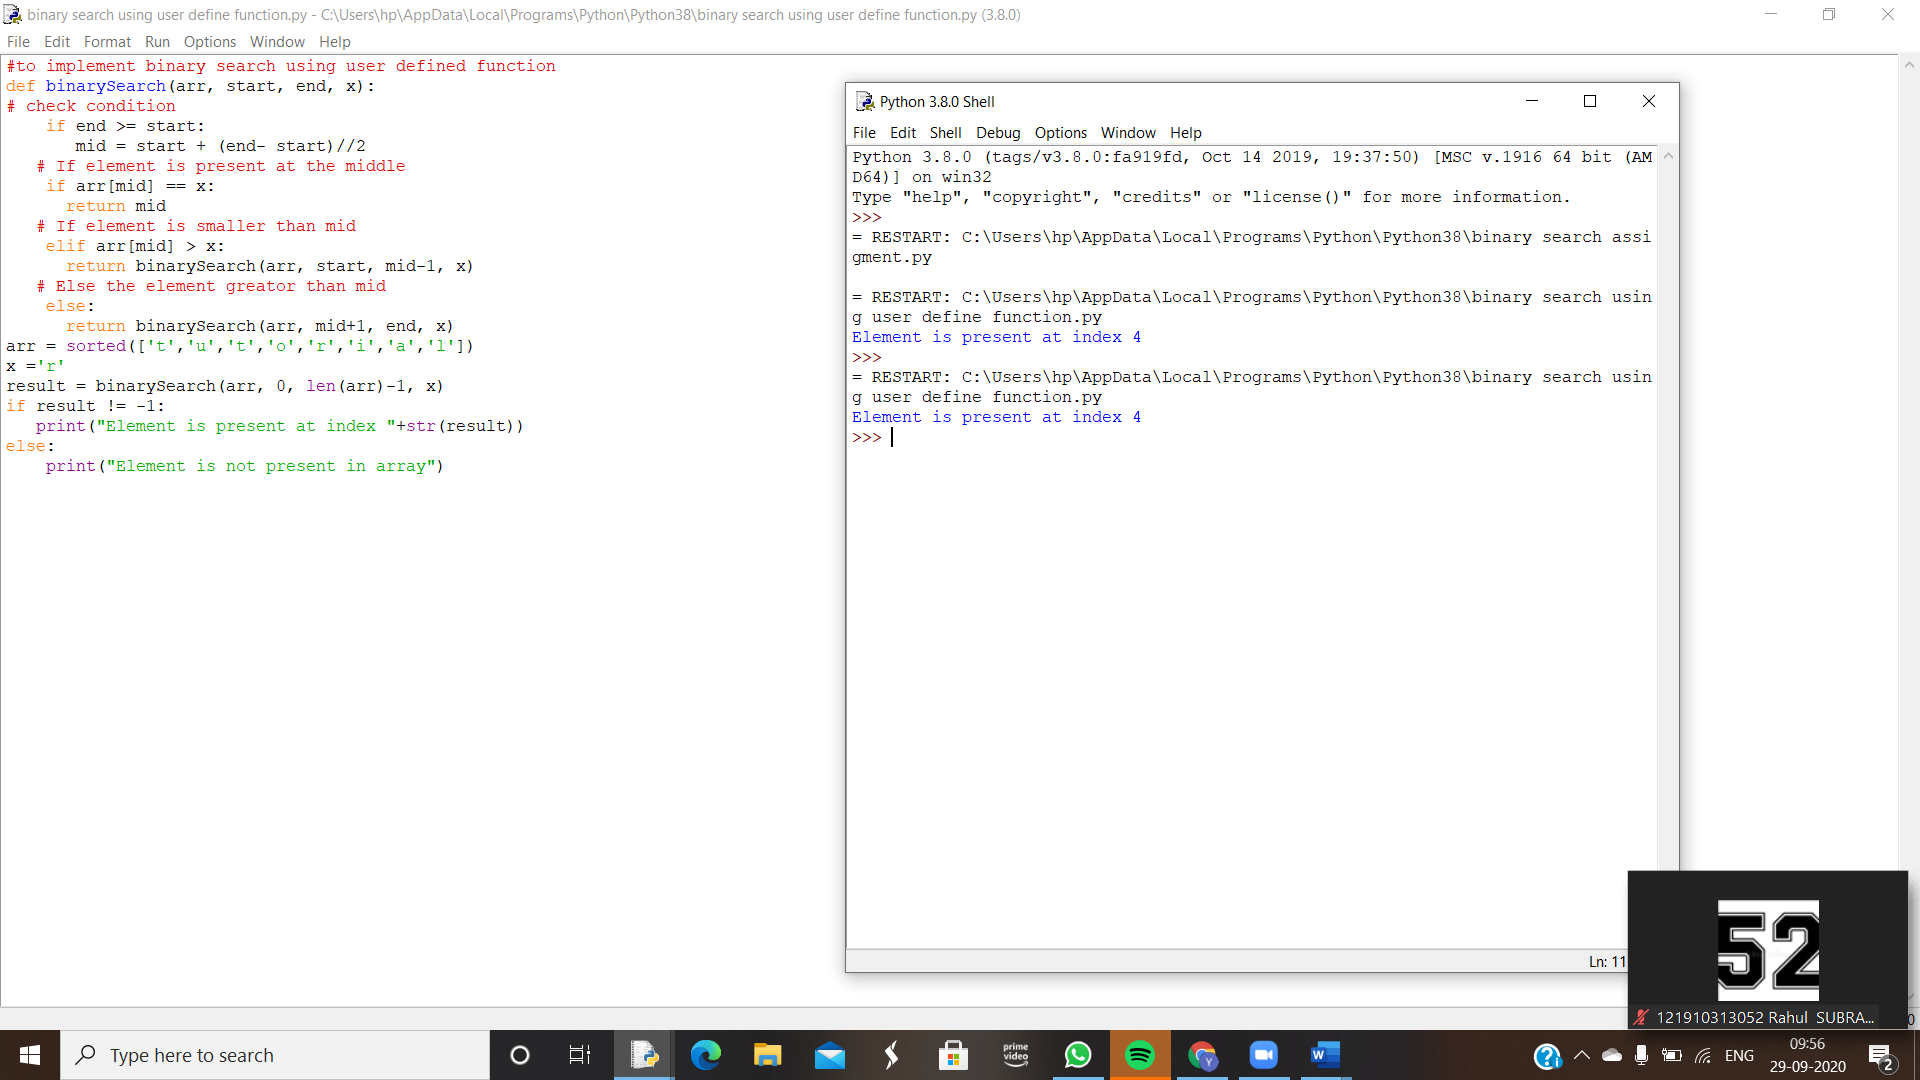 binary search using user define function.py - C:\Users\hp\AppData\Local\Programs\Python\Python38\binary search using user define function.py (3.8.0)
File Edit Format Run Options Window Help
#to implement binary search using user defined function
def binarySearch(arr, start, end, x):
# check condition
    if end >= start:
       mid = start + (end- start)//2
   # If element is present at the middle
    if arr[mid] == x:
      return mid
   # If element is smaller than mid
    elif arr[mid] > x:
      return binarySearch(arr, start, mid-1, x)
   # Else the element greator than mid
    else:
      return binarySearch(arr, mid+1, end, x)
arr = sorted(['t','u','t','o','r','i','a','l'])
x ='r'
result = binarySearch(arr, 0, len(arr)-1, x)
if result != -1:
   print("Element is present at index "+str(result))
else:
    print("Element is not present in array")
Python 3.8.0 Shell
File Edit Shell Debug Options Window Help
Python 3.8.0 (tags/v3.8.0:fa919fd, Oct 14 2019, 19:37:50) [MSC v.1916 64 bit (AM
D64)] on win32
Type "help", "copyright", "credits" or "license()" for more information.
>>>
= RESTART: C:\Users\hp\AppData\Local\Programs\Python\Python38\binary search assi
gment.py
= RESTART: C:\Users\hp\AppData\Local\Programs\Python\Python38\binary search usin
g user define function.py
Element is present at index 4
>>>
= RESTART: C:\Users\hp\AppData\Local\Programs\Python\Python38\binary search usin
g user define function.py
Element is present at index 4
>>>
Ln: 11
52
121910313052 Rahul SUBRA...
0
Type here to search
prime
video
W
Y
ENG
09:56
29-09-2020
2